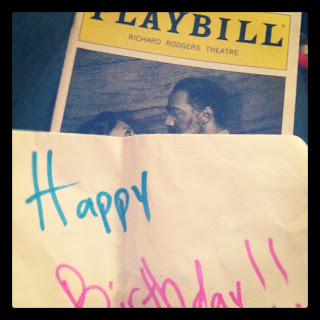 PLAYBILL
RICHARD RODGERS THEATRE
Happy
Birthday!!